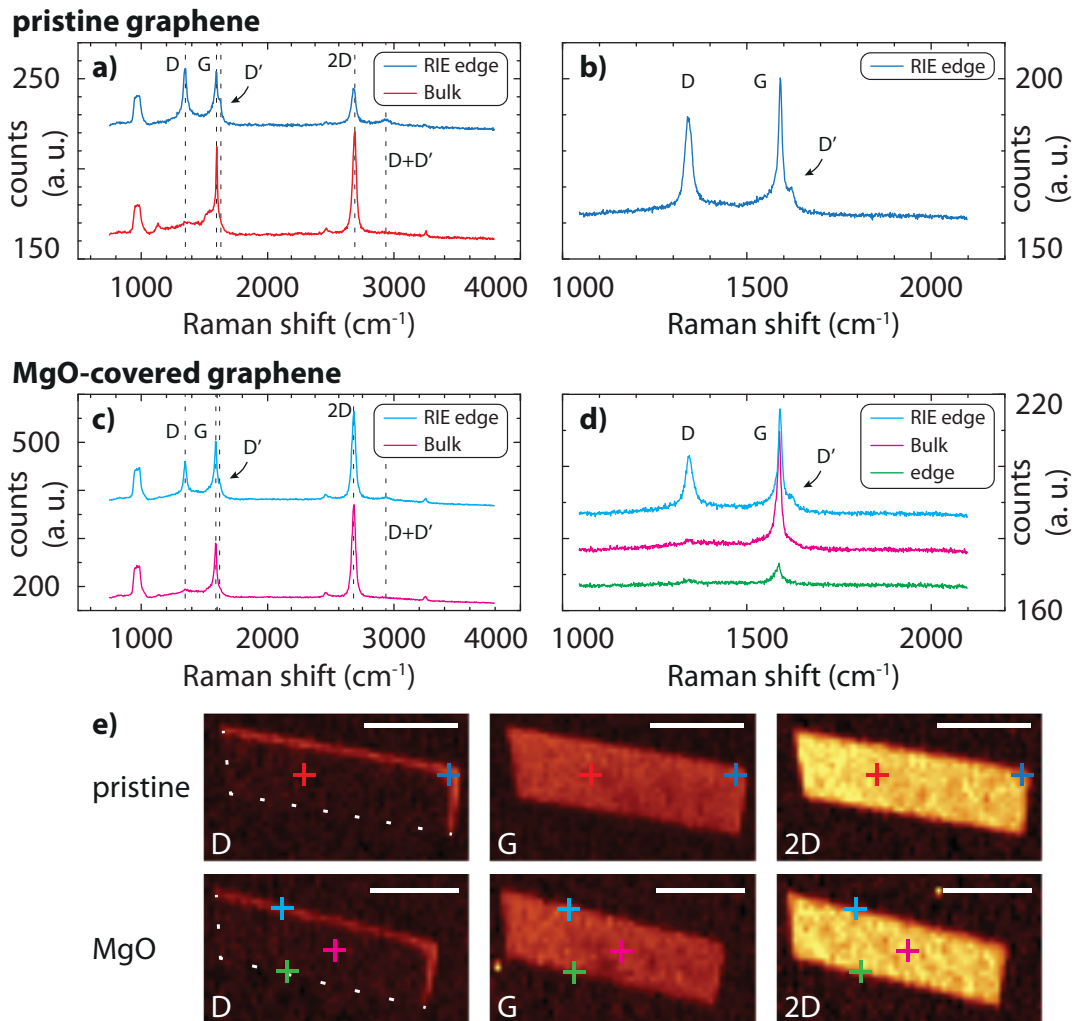 pristine graphene
a)
D
G
D′
2D
D+D′
RIE edge
Bulk
250
150
counts
(a. u.)
1000
2000
3000
4000
Raman shift (cm⁻¹)
b)
D
G
D′
RIE edge
200
150
counts
(a. u.)
1000
1500
2000
Raman shift (cm⁻¹)
MgO-covered graphene
c)
D
G
D′
2D
D+D′
RIE edge
Bulk
500
200
counts
(a. u.)
1000
2000
3000
4000
Raman shift (cm⁻¹)
d)
D
G
D′
RIE edge
Bulk
edge
220
160
counts
(a. u.)
1000
1500
2000
Raman shift (cm⁻¹)
e)
pristine
D
G
2D
MgO
D
G
2D